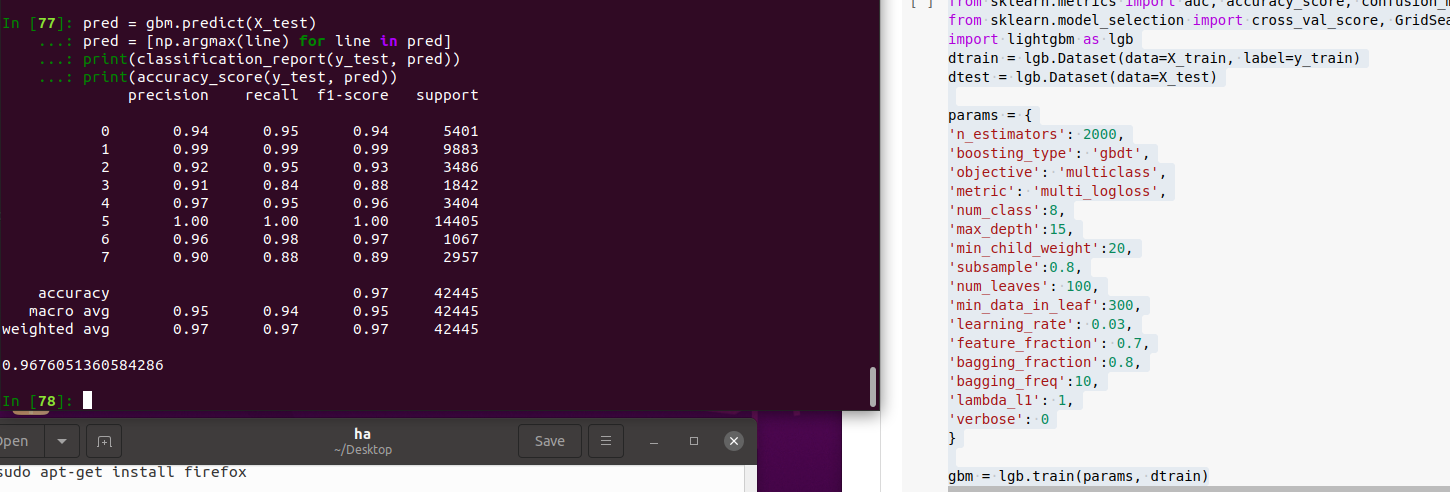 In [77]: pred = gbm.predict(X_test)
...: pred = [np.argmax(line) for line in pred]
...: print(classification_report(y_test, pred))
...: print(accuracy_score(y_test, pred))
precision recall f1-score support
0 0.94 0.95 0.94 5401
1 0.99 0.99 0.99 9883
2 0.92 0.95 0.93 3486
3 0.91 0.84 0.88 1842
4 0.97 0.95 0.96 3404
5 1.00 1.00 1.00 14405
6 0.96 0.98 0.97 1067
7 0.90 0.88 0.89 2957
accuracy 0.97 42445
macro avg 0.95 0.94 0.95 42445
weighted avg 0.97 0.97 0.97 42445
0.9676051360584286
In [78]:
ha
~/Desktop
Save
sudo apt-get install firefox
[ ] from sklearn.metrics import auc, accuracy_score,
from sklearn.model_selection import cross_val_score,
import lightgbm as lgb
dtrain = lgb.Dataset(data=X_train, label=y_train)
dtest = lgb.Dataset(data=X_test)
params = {
'n_estimators': 2000,
'boosting_type': 'gbdt',
'objective': 'multiclass',
'metric': 'multi_logloss',
'num_class':8,
'max_depth':15,
'min_child_weight':20,
'subsample':0.8,
'num_leaves': 100,
'min_data_in_leaf':300,
'learning_rate': 0.03,
'feature_fraction': 0.7,
'bagging_fraction':0.8,
'bagging_freq':10,
'lambda_l1': 1,
'verbose': 0
}
gbm = lgb.train(params, dtrain)